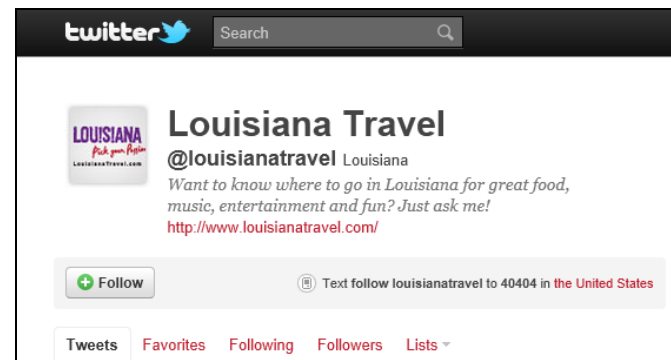 twitter
Search
LOUISIANA
Pick your Passion
LouisianaTravel.com
Louisiana Travel
@louisianatravel Louisiana
Want to know where to go in Louisiana for great food,
music, entertainment and fun? Just ask me!
http://www.louisianatravel.com/
Follow
Text follow louisianatravel to 40404 in the United States
Tweets Favorites Following Followers Lists